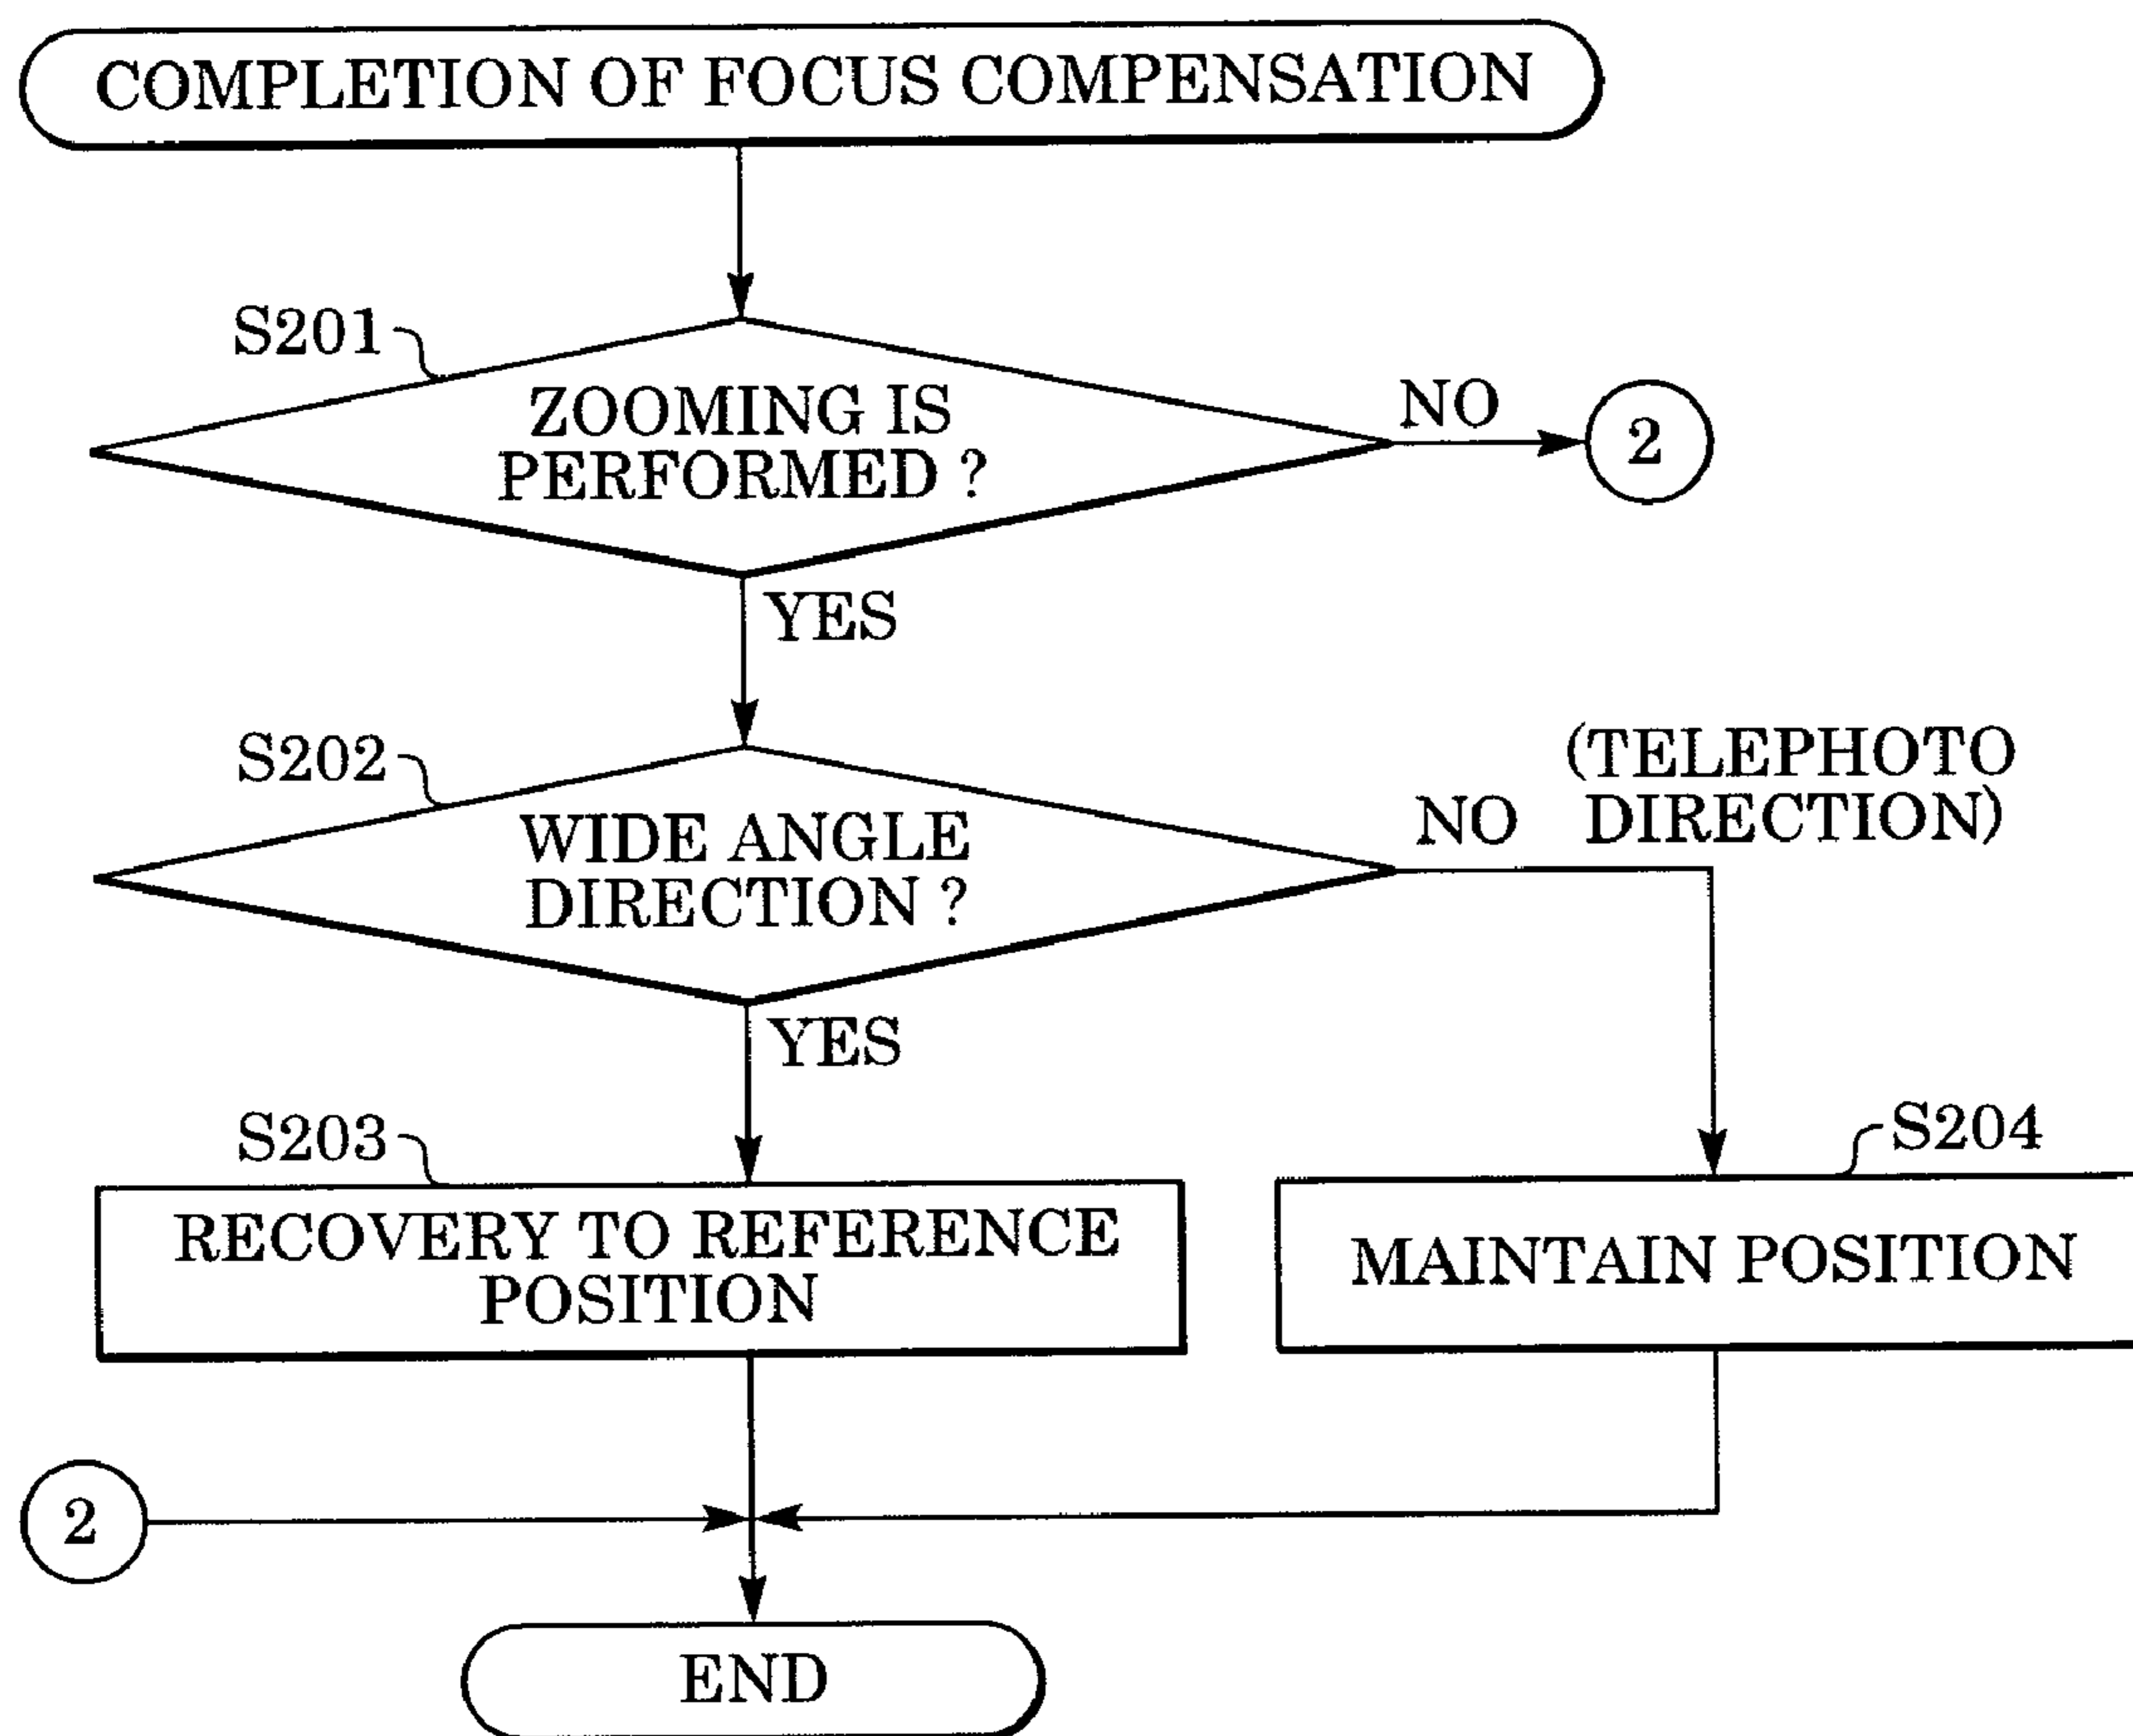 COMPLETION OF FOCUS COMPENSATION
S201
ZOOMING IS
PERFORMED ?
NO
2
YES
S202
WIDE ANGLE
DIRECTION ?
(TELEPHOTO
NO DIRECTION)
YES
S203
RECOVERY TO REFERENCE
POSITION
S204
MAINTAIN POSITION
2
END